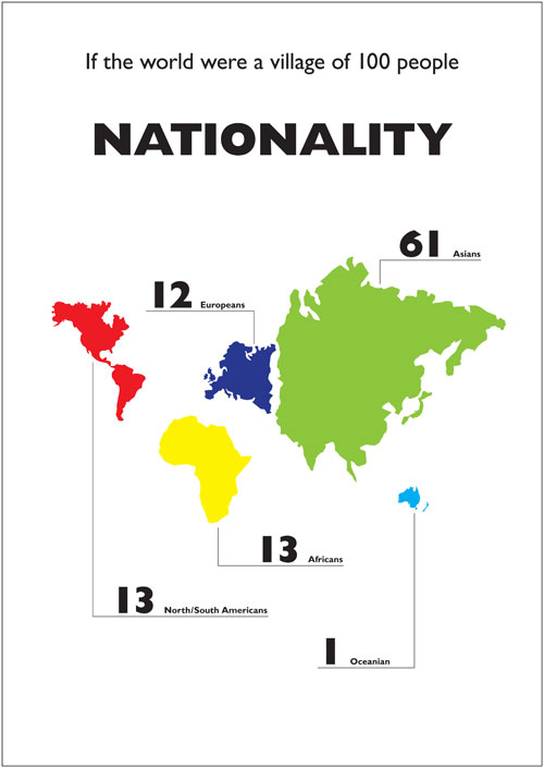 If the world were a village of 100 people
NATIONALITY
61 Asians
12 Europeans
13 Africans
13 North/South Americans
1 Oceanian